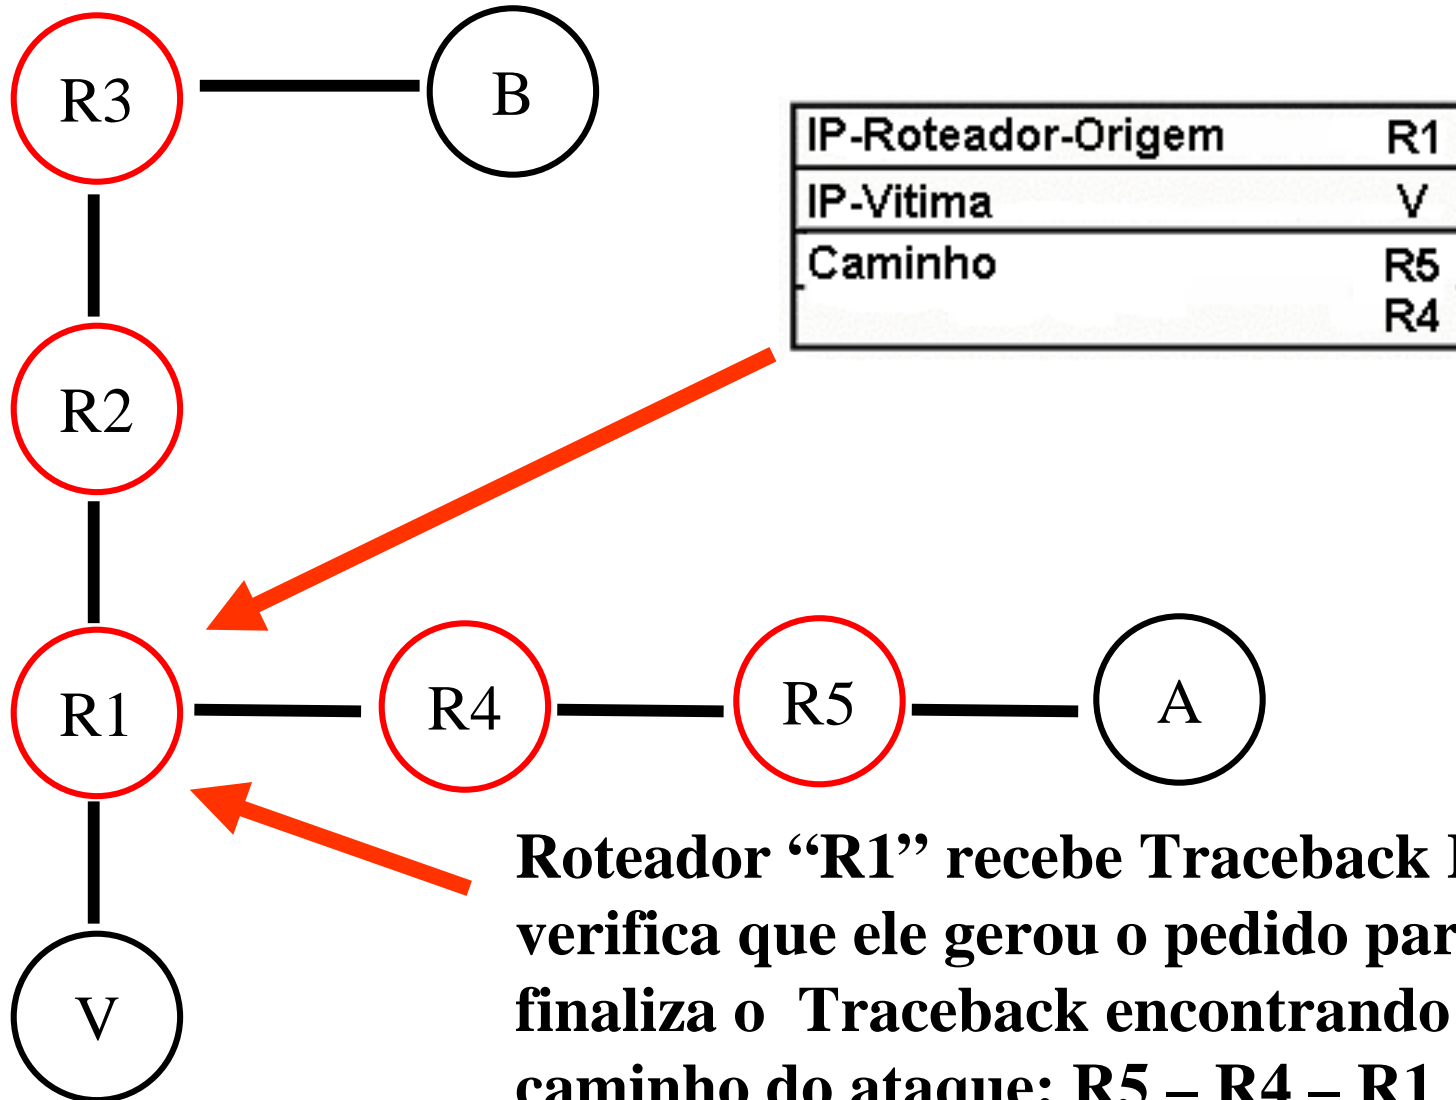 R3
B
IP-Roteador-Origem R1
IP-Vitima V
Caminho R5
R4
R2
R1
R4
R5
A
Roteador “R1” recebe Traceback
verifica que ele gerou o pedido
finaliza o Traceback encontrando
caminho do ataque: R5 – R4 – R1
V